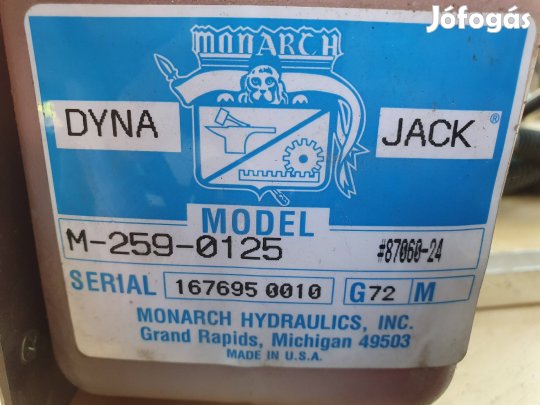 Jófogás
MONARCH
DYNA JACK ®
MODEL
M-259-0125 #87060-24
SERIAL 167695 0010 G72 M
MONARCH HYDRAULICS, INC.
Grand Rapids, Michigan 49503
MADE IN U.S.A.